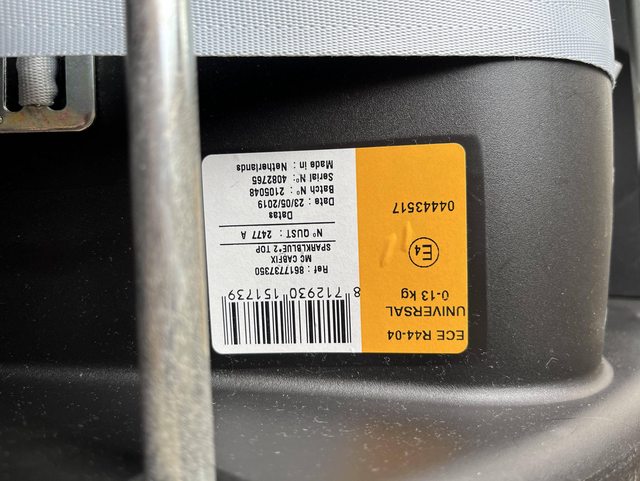 ECE R44-04
UNIVERSAL
0-13 kg
E4
04443517
8 712930 151739
Ref : 8617737350
MC CABFIX
SPARKLBLUE*2 TOP
N° QUST : 2477 A
Datas
Date : 23/05/2019
Batch N° : 2105048
Serial N° : 4082765
Made in : Netherlands